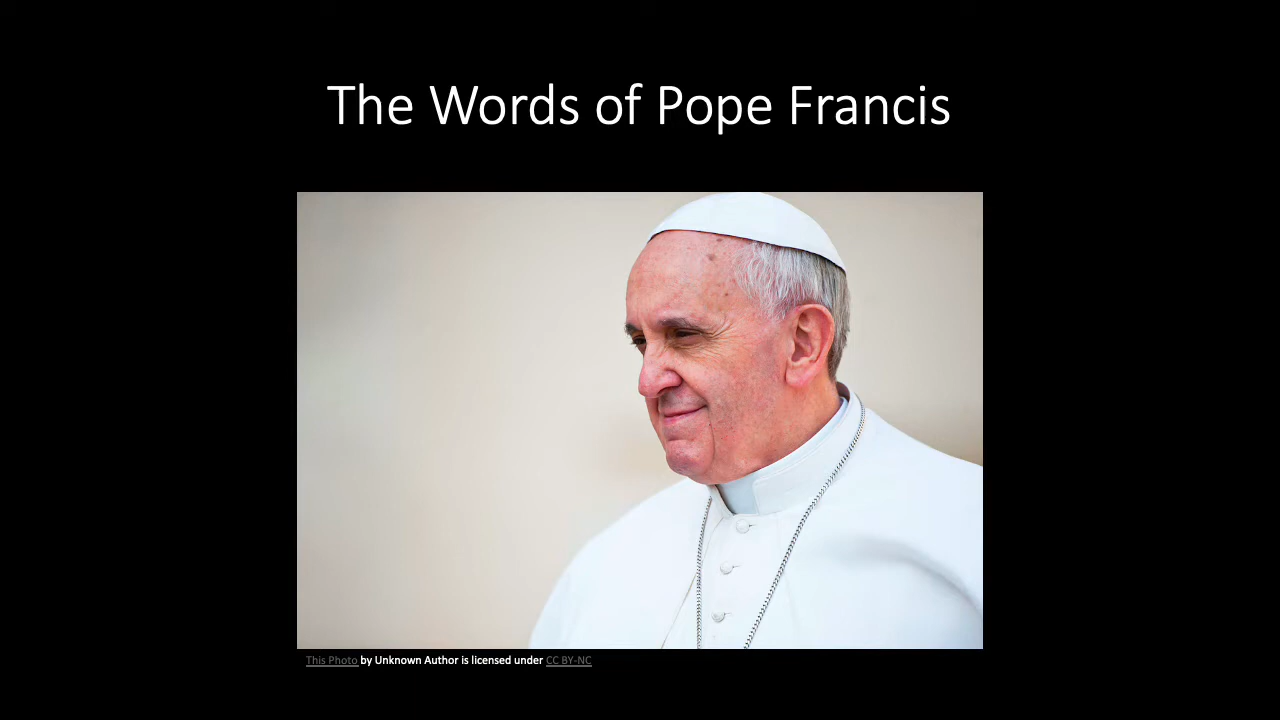 The Words of Pope Francis
This Photo by Unknown Author is licensed under CC BY-NC